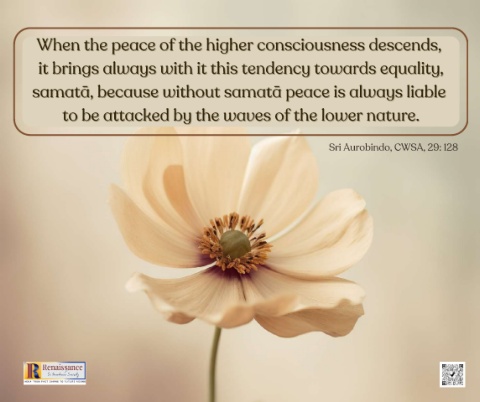 When the peace of the higher consciousness descends,
it brings always with it this tendency towards equality,
samatā, because without samatā peace is always liable
to be attacked by the waves of the lower nature.
Sri Aurobindo, CWSA, 29: 128
Renaissance